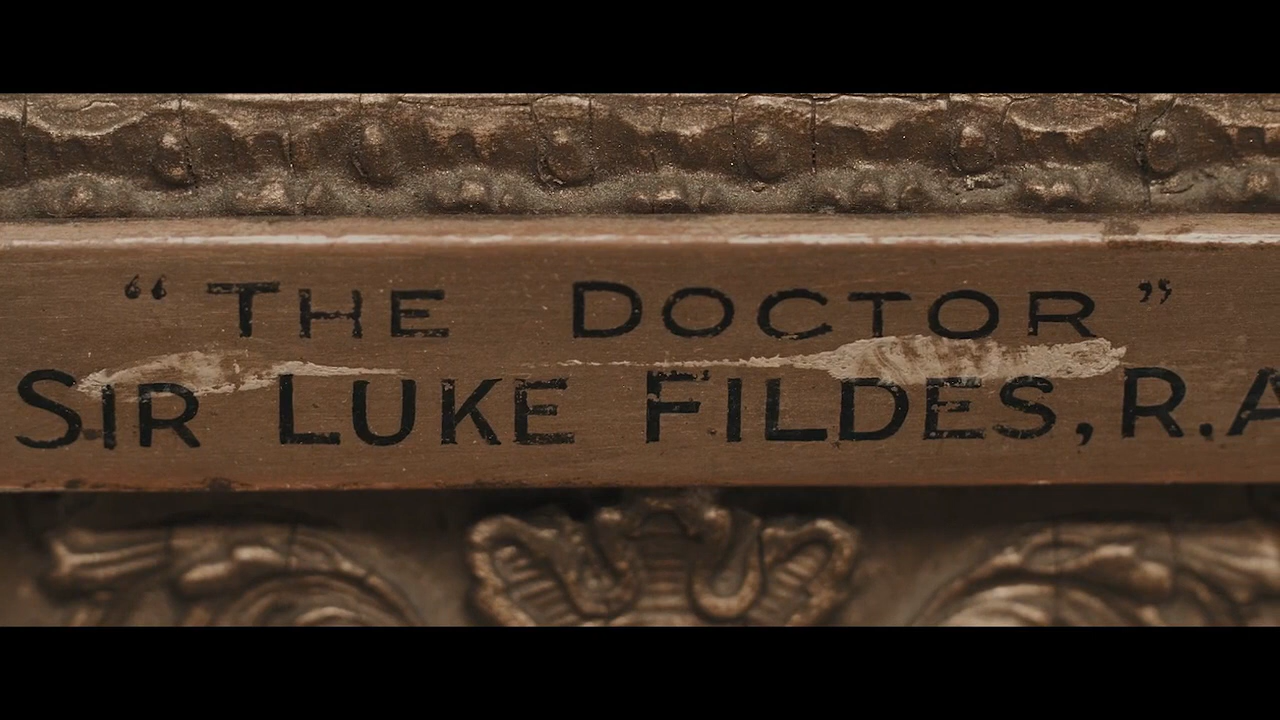 “THE DOCTOR”
SIR LUKE FILDES, R.A